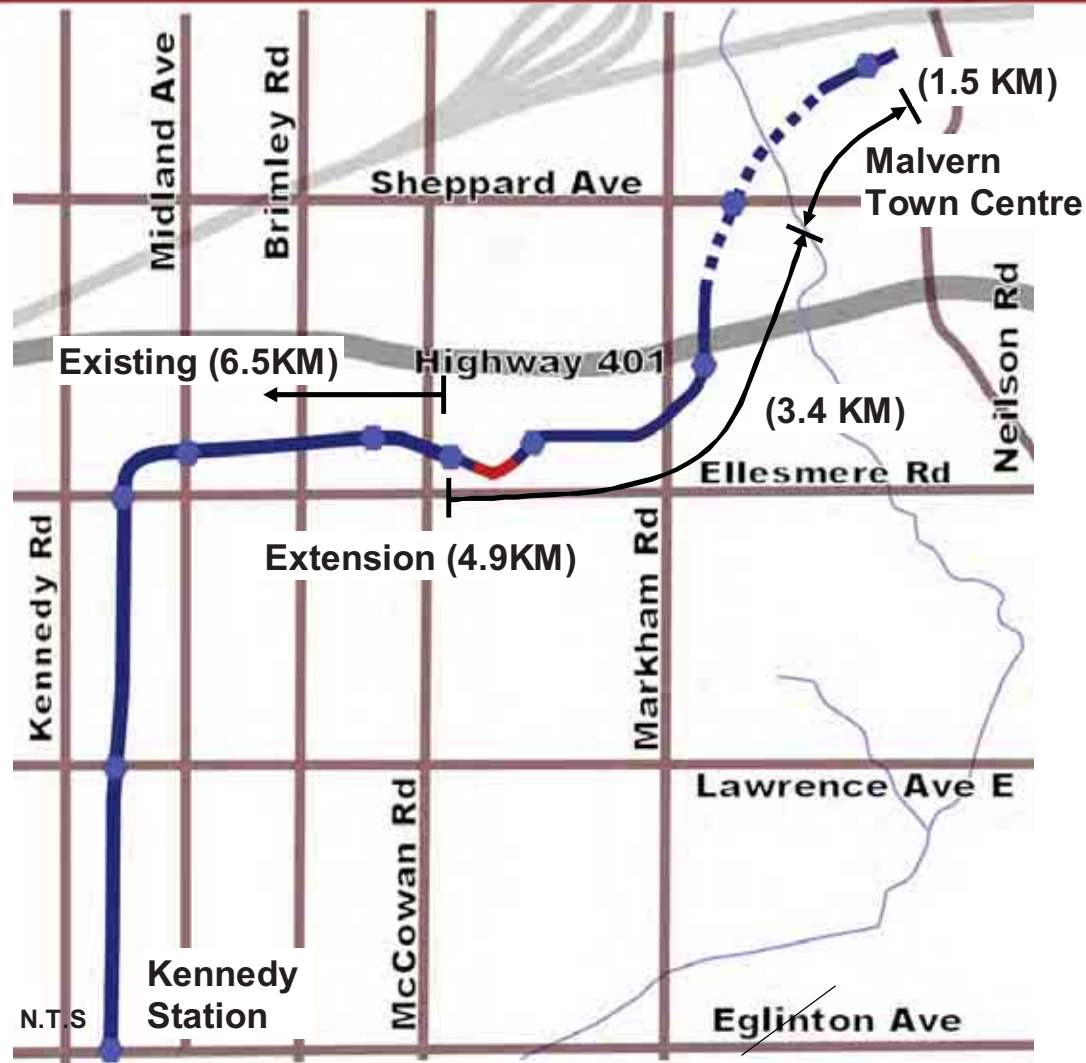 Midland Ave
Brimley Rd
(1.5 KM)
Malvern
Town Centre
Sheppard Ave
Neilson Rd
Existing (6.5KM)
Highway 401
(3.4 KM)
Ellesmere Rd
Extension (4.9KM)
Kennedy Rd
Markham Rd
McCowan Rd
Lawrence Ave E
Kennedy
Station
N.T.S
Eglinton Ave